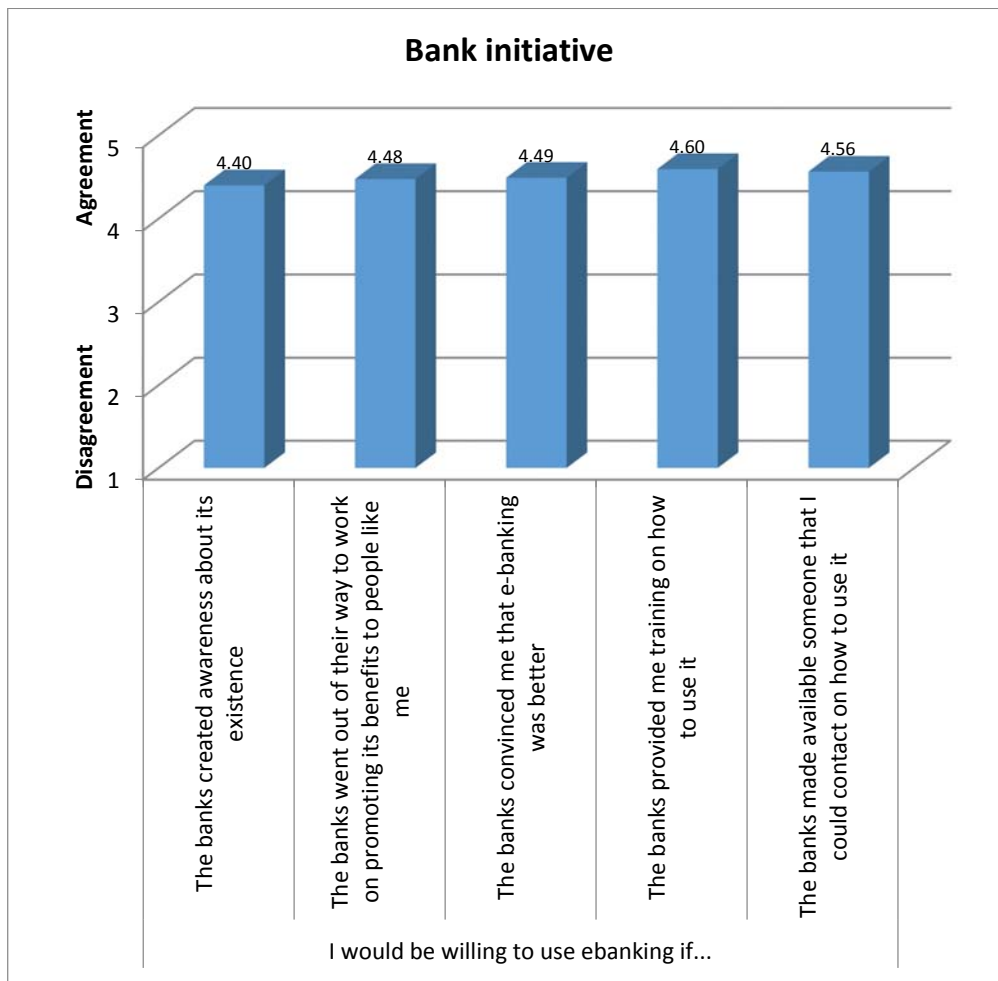 Bank initiative
Agreement
Disagreement
5
4
3
2
1
4.40
4.48
4.49
4.60
4.56
The banks created awareness about its
existence
The banks went out of their way to work
on promoting its benefits to people like
me
The banks convinced me that e-banking
was better
The banks provided me training on how
to use it
The banks made available someone that I
could contact on how to use it
I would be willing to use ebanking if...